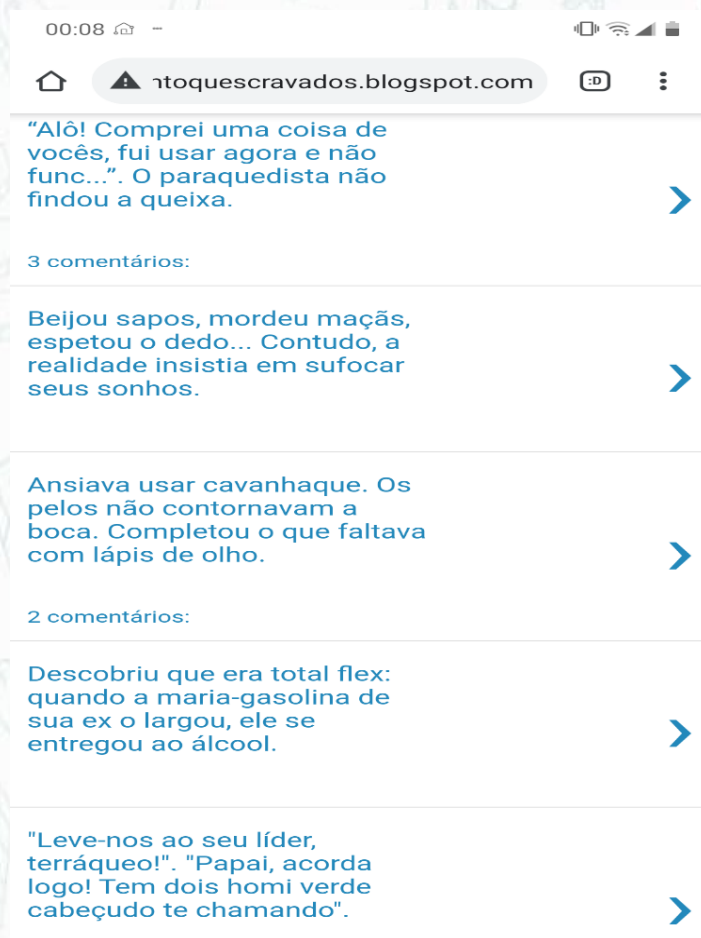 00:08
ntoquescravados.blogspot.com
:D
“Alô! Comprei uma coisa de
vocês, fui usar agora e não
func...”. O paraquedista não
findou a queixa.
3 comentários:
Beijou sapos, mordeu maçãs,
espetou o dedo... Contudo, a
realidade insistia em sufocar
seus sonhos.
Ansiava usar cavanhaque. Os
pelos não contornavam a
boca. Completou o que faltava
com lápis de olho.
2 comentários:
Descobriu que era total flex:
quando a maria-gasolina de
sua ex o largou, ele se
entregou ao álcool.
"Leve-nos ao seu líder,
terráqueo!". "Papai, acorda
logo! Tem dois homi verde
cabeçudo te chamando".